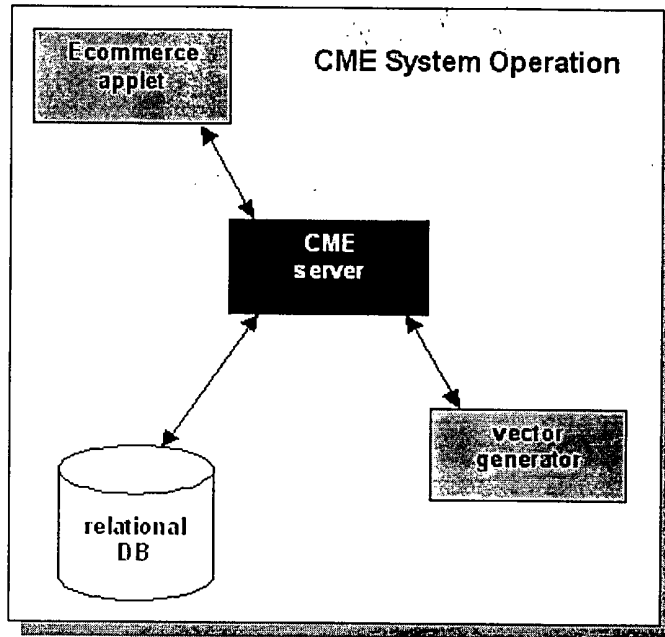 Ecommerce
applet
CME System Operation
CME
server
vector
generator
relational
DB